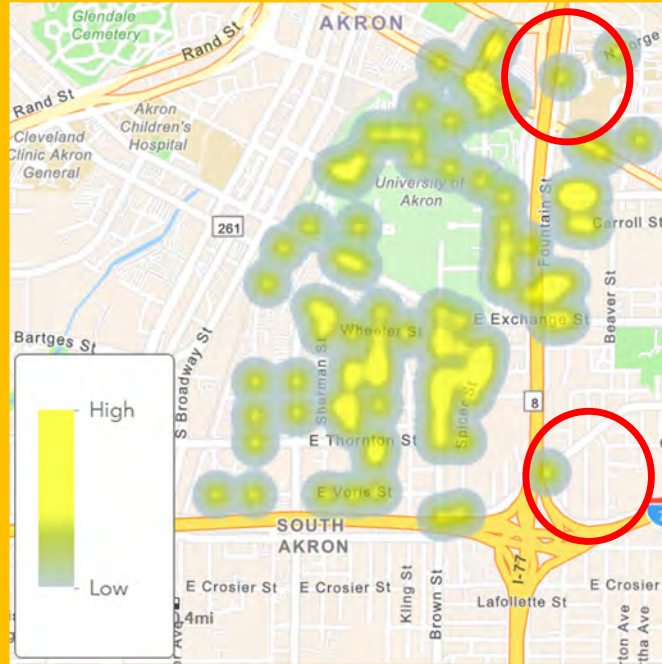 Glendale
Cemetery
AKRON
Rand St
Rand St
Akron
Children's
Hospital
Cleveland
Clinic Akron
General
University of
Akron
261
Fountain St
Carroll St
Beaver St
E Exchange St
Wheeler St
Bartges St
S Broadway St
Sherman St
Spicer St
8
E Thornton St
E Voris St
SOUTH
AKRON
I-77
E Crosier St
E Crosier St
E Crosier St
Kling St
Brown St
Lafollette St
.4mi
High
Low